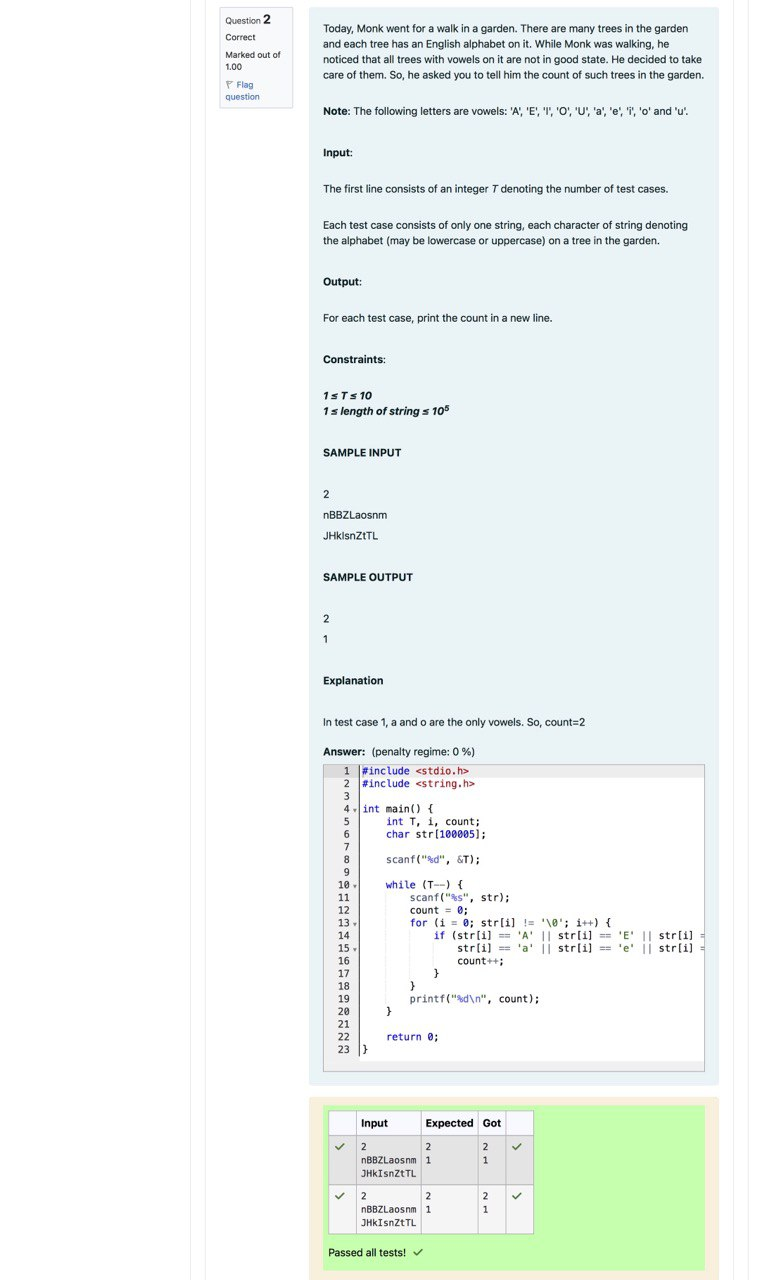 Question 2
Correct
Marked out of
1.00
Flag
question
Today, Monk went for a walk in a garden. There are many trees in the garden
and each tree has an English alphabet on it. While Monk was walking, he
noticed that all trees with vowels on it are not in good state. He decided to take
care of them. So, he asked you to tell him the count of such trees in the garden.
Note: The following letters are vowels: 'A', 'E', 'I', 'O', 'U', 'a', 'e', 'i', 'o' and 'u'.
Input:
The first line consists of an integer T denoting the number of test cases.
Each test case consists of only one string, each character of string denoting
the alphabet (may be lowercase or uppercase) on a tree in the garden.
Output:
For each test case, print the count in a new line.
Constraints:
1 ≤ T ≤ 10
1 ≤ length of string ≤ 10⁵
SAMPLE INPUT
2
nBBZLaosnm
JHkIsnZtTL
SAMPLE OUTPUT
2
1
Explanation
In test case 1, a and o are the only vowels. So, count=2
Answer: (penalty regime: 0 %)
1 #include <stdio.h>
2 #include <string.h>
3
4 int main() {
5     int T, i, count;
6     char str[100005];
7
8     scanf("%d", &T);
9
10     while (T--) {
11         scanf("%s", str);
12         count = 0;
13         for (i = 0; str[i] != '\0'; i++) {
14             if (str[i] == 'A' || str[i] == 'E' || str[i] =
15                 str[i] == 'a' || str[i] == 'e' || str[i] =
16                 count++;
17             }
18         }
19         printf("%d\n", count);
20     }
21
22     return 0;
23 }
Input Expected Got
2 2 2
nBBZLaosnm 1 1
JHkIsnZtTL
2 2 2
nBBZLaosnm 1 1
JHkIsnZtTL
Passed all tests!